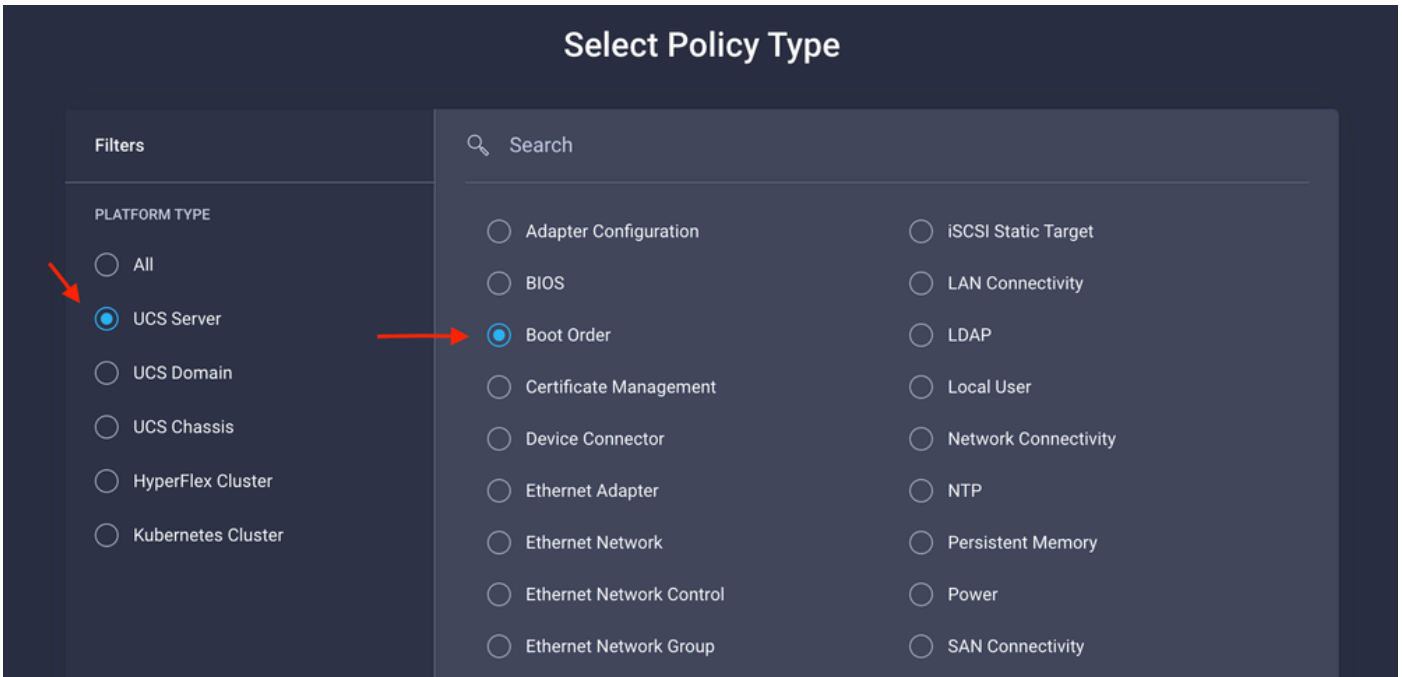 Select Policy Type
Filters
Search
PLATFORM TYPE
All
UCS Server
UCS Domain
UCS Chassis
HyperFlex Cluster
Kubernetes Cluster
Adapter Configuration
BIOS
Boot Order
Certificate Management
Device Connector
Ethernet Adapter
Ethernet Network
Ethernet Network Control
Ethernet Network Group
iSCSI Static Target
LAN Connectivity
LDAP
Local User
Network Connectivity
NTP
Persistent Memory
Power
SAN Connectivity